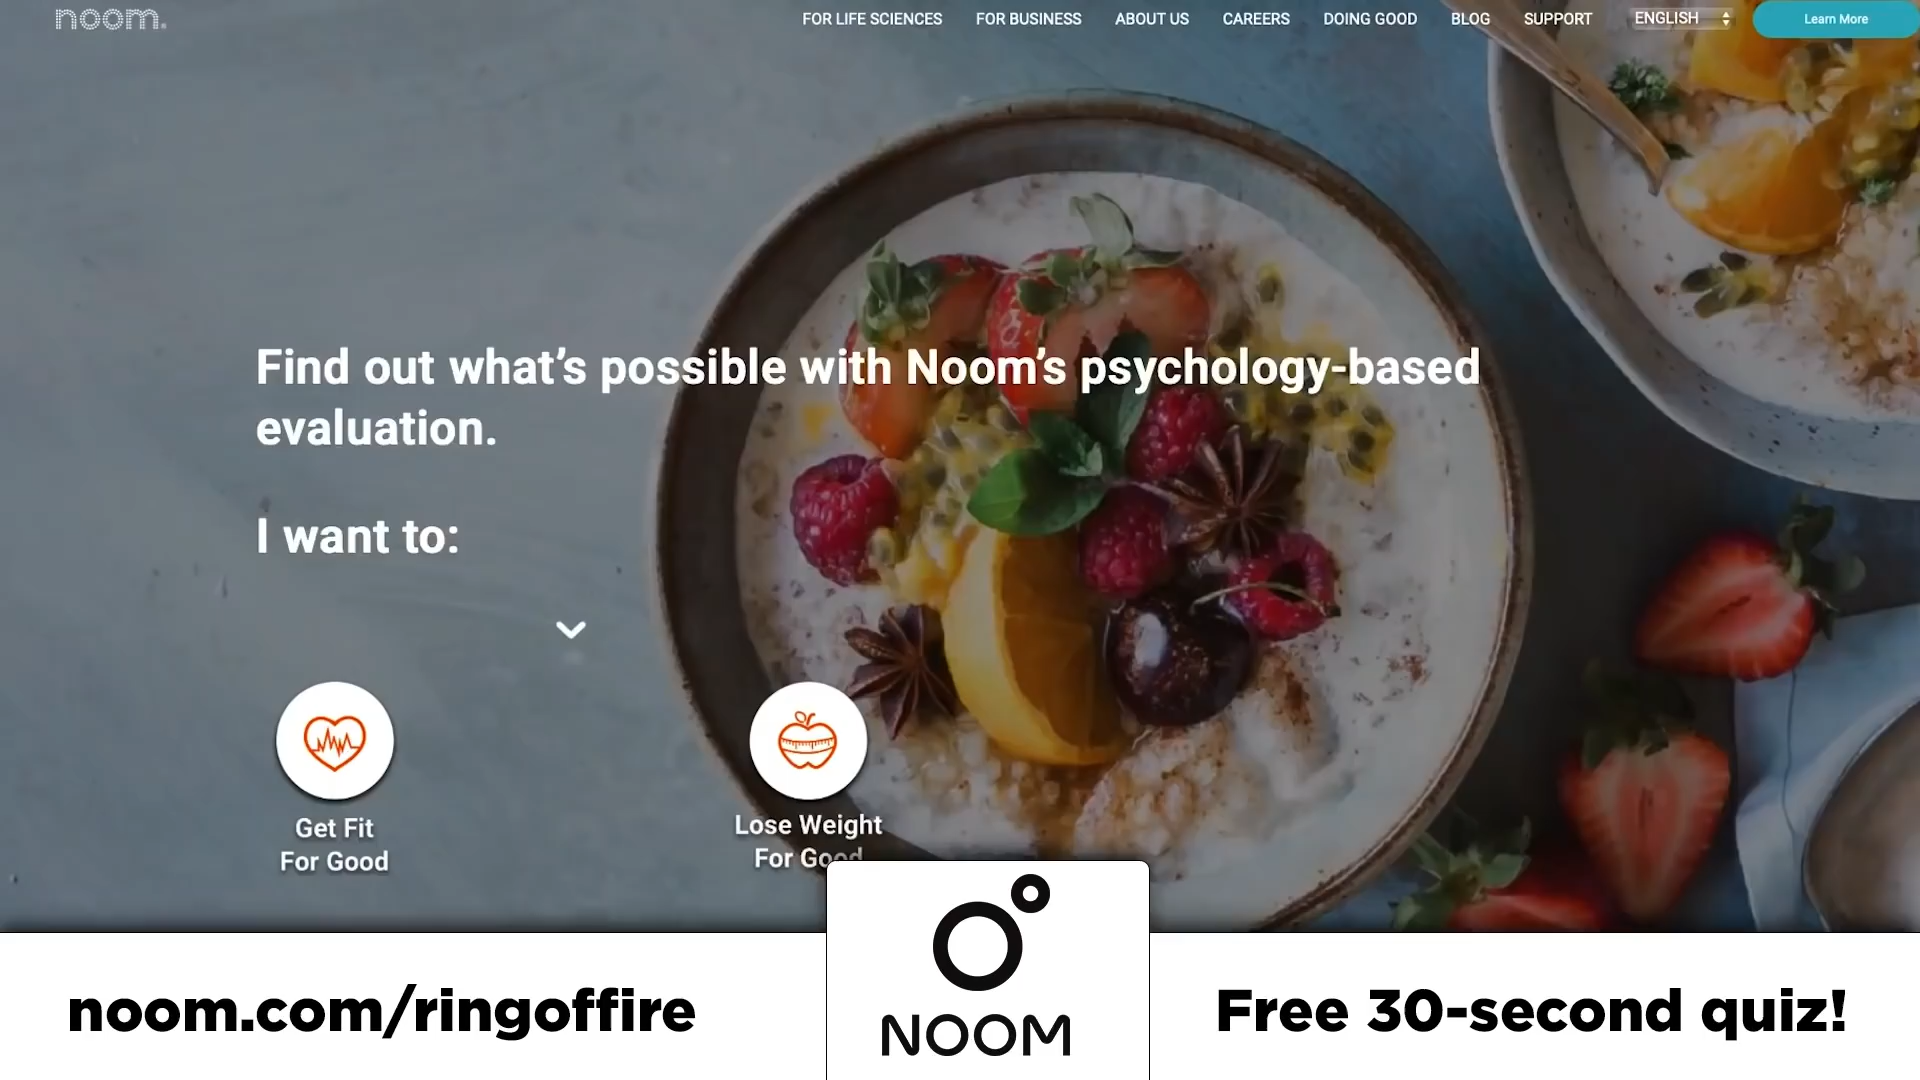 noom.
FOR LIFE SCIENCES
FOR BUSINESS
ABOUT US
CAREERS
DOING GOOD
BLOG
SUPPORT
ENGLISH
Learn More
Find out what's possible with Noom's psychology-based
evaluation.
I want to:
Get Fit
For Good
Lose Weight
For Good
noom.com/ringoffire
NOOM
Free 30-second quiz!